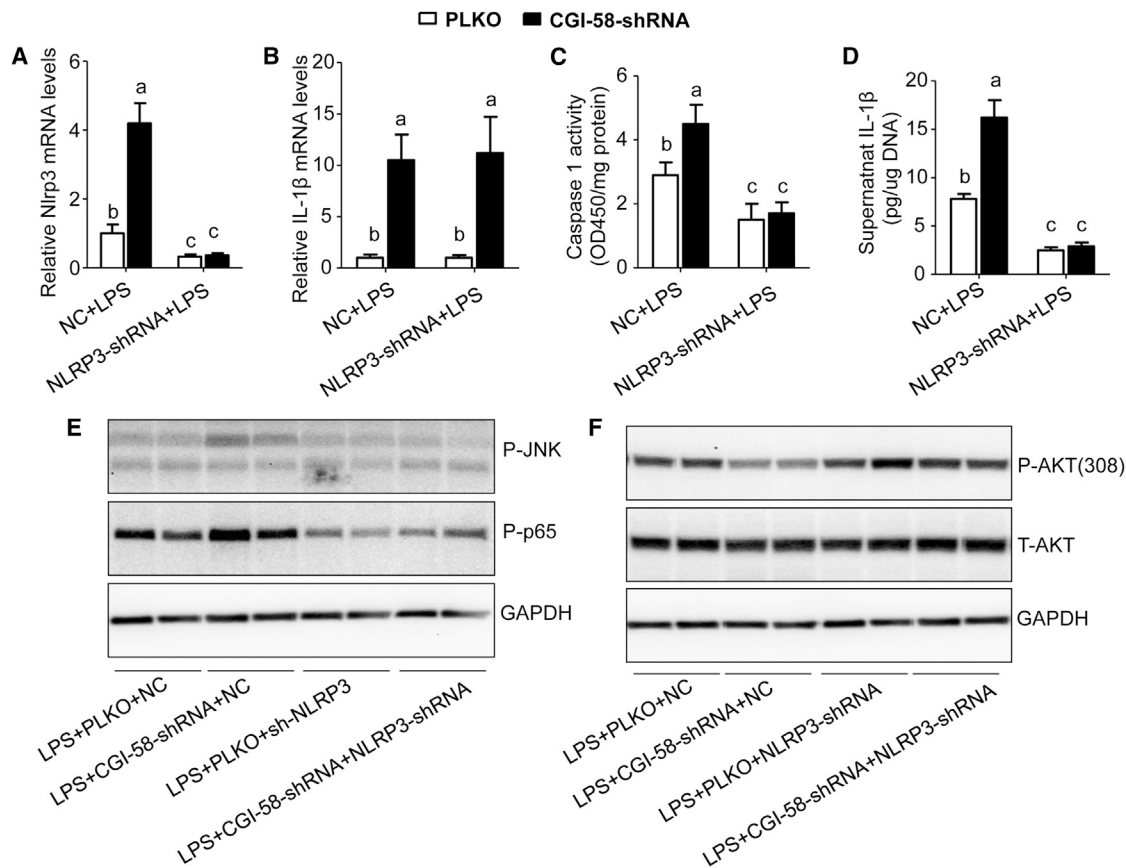 PLKO CGI-58-shRNA
A
Relative Nlrp3 mRNA levels
6
4
2
0
b
a
c
c
NC+LPS
NLRP3-shRNA+LPS
B
Relative IL-1β mRNA levels
20
15
10
5
0
b
a
b
a
NC+LPS
NLRP3-shRNA+LPS
C
Caspase 1 activity
(OD450/mg protein)
6
4
2
0
b
a
c
c
NC+LPS
NLRP3-shRNA+LPS
D
Supernatnat IL-1β
(pg/ug DNA)
20
15
10
5
0
b
a
c
c
NC+LPS
NLRP3-shRNA+LPS
E
P-JNK
P-p65
GAPDH
LPS+PLKO+NC
LPS+CGI-58-shRNA+NC
LPS+PLKO+sh-NLRP3
LPS+CGI-58-shRNA+NLRP3-shRNA
F
P-AKT(308)
T-AKT
GAPDH
LPS+PLKO+NC
LPS+CGI-58-shRNA+NC
LPS+PLKO+NLRP3-shRNA
LPS+CGI-58-shRNA+NLRP3-shRNA